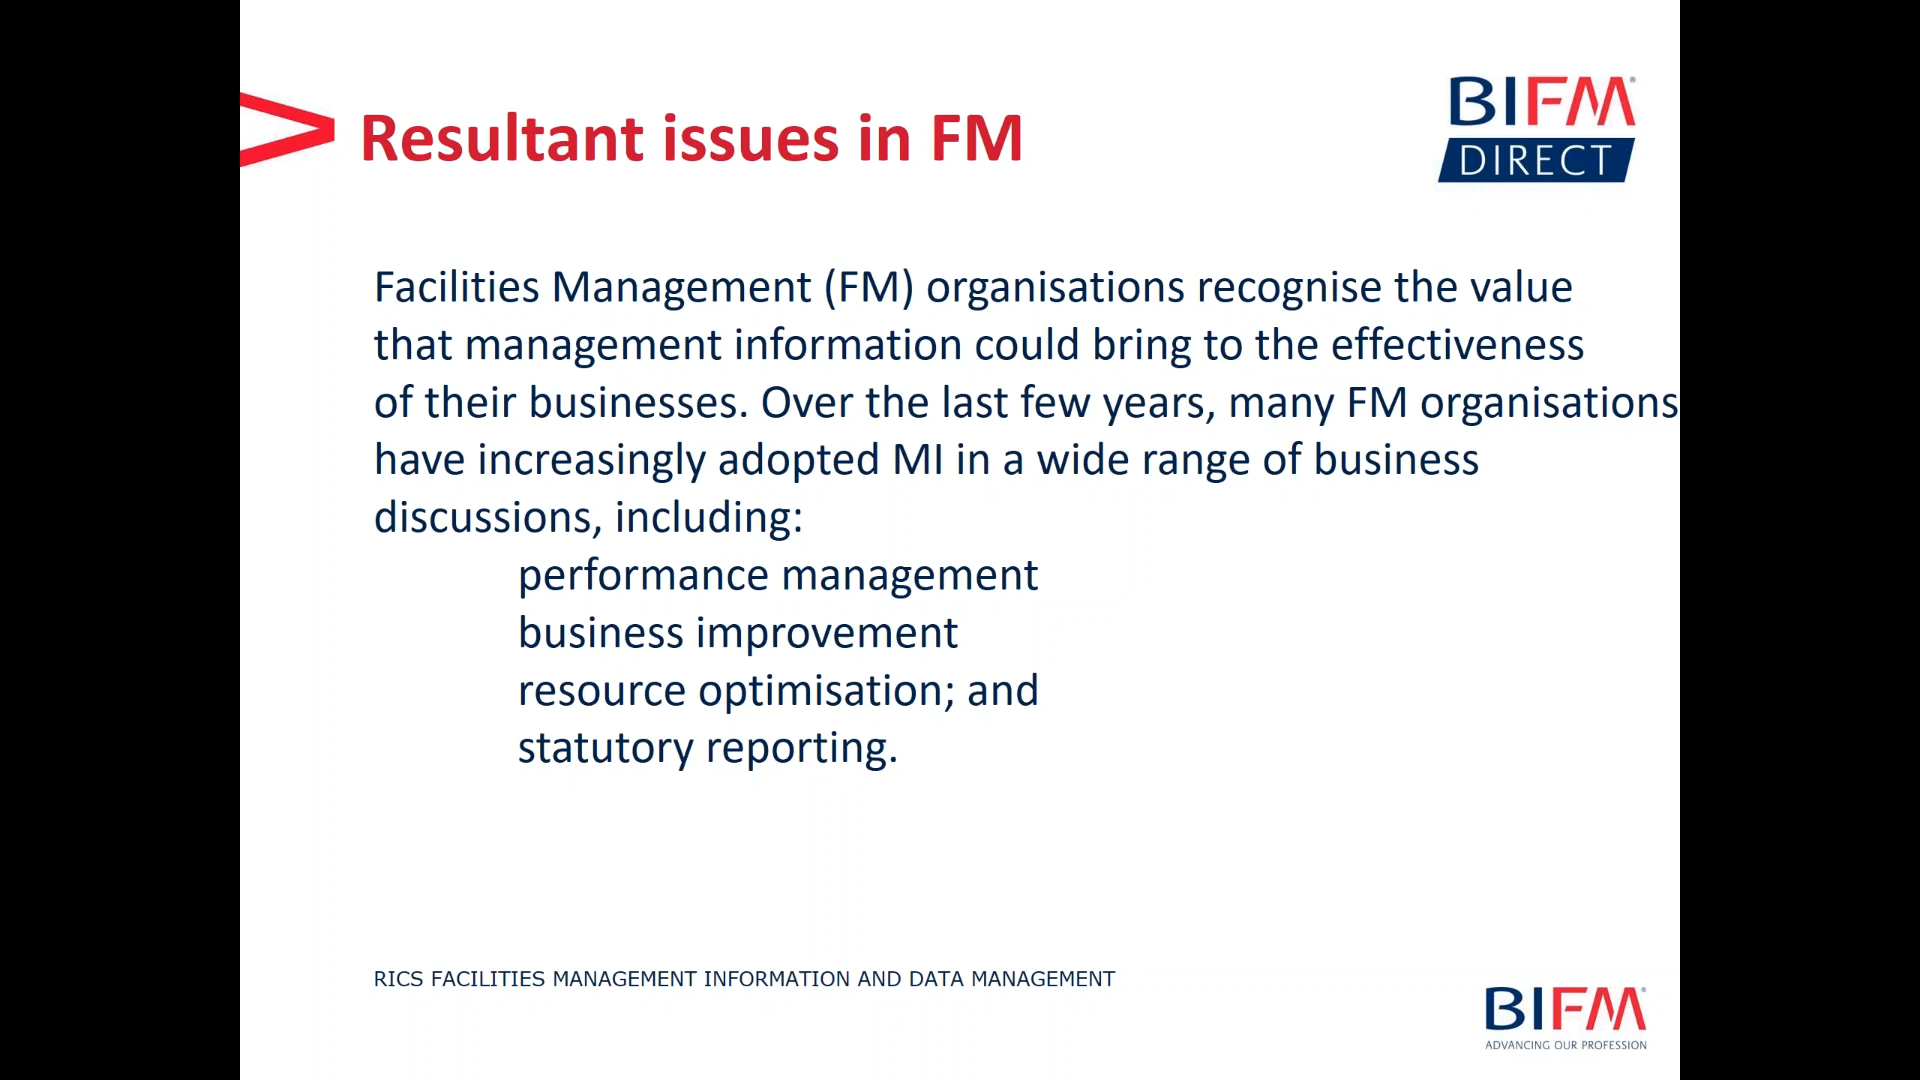 Resultant issues in FM
BIFM
DIRECT
Facilities Management (FM) organisations recognise the value
that management information could bring to the effectiveness
of their businesses. Over the last few years, many FM organisations
have increasingly adopted MI in a wide range of business
discussions, including:
performance management
business improvement
resource optimisation; and
statutory reporting.
RICS FACILITIES MANAGEMENT INFORMATION AND DATA MANAGEMENT
BIFM
ADVANCING OUR PROFESSION